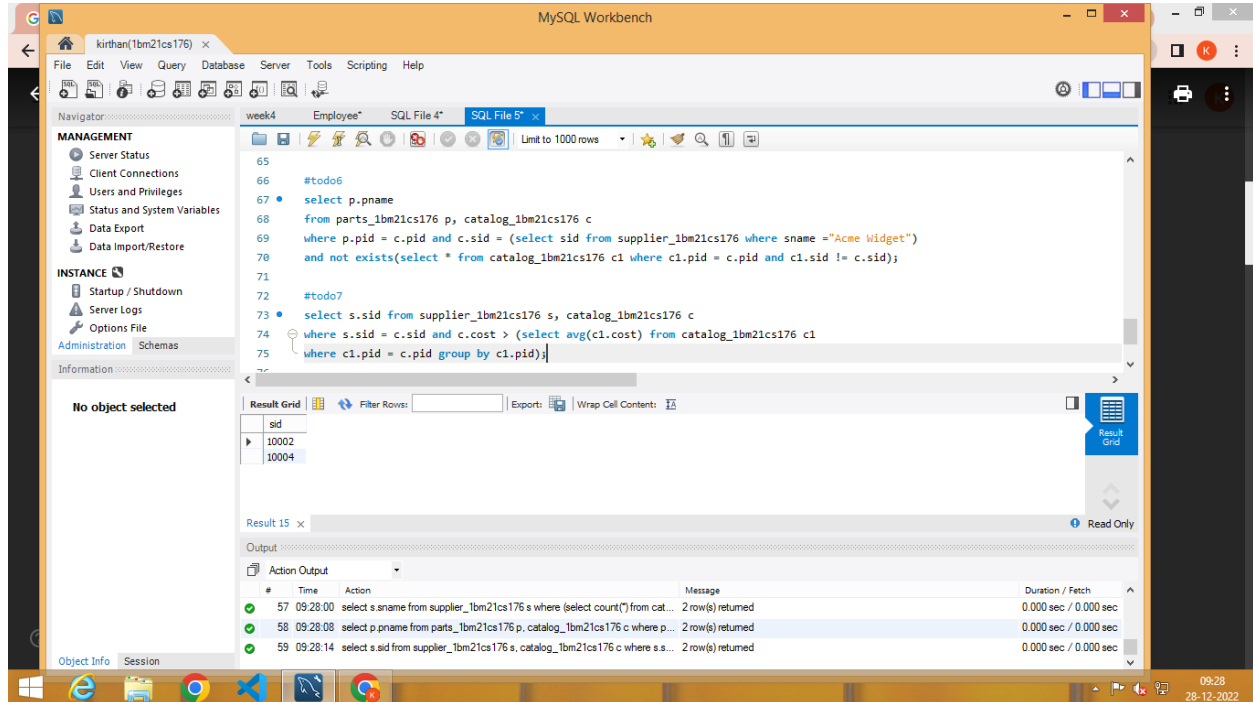 MySQL Workbench
kirthan(1bm21cs176) ×
File Edit View Query Database Server Tools Scripting Help
Navigator
MANAGEMENT
Server Status
Client Connections
Users and Privileges
Status and System Variables
Data Export
Data Import/Restore
INSTANCE
Startup / Shutdown
Server Logs
Options File
Administration Schemas
Information
No object selected
Object Info Session
week4 Employee* SQL File 4* SQL File 5* ×
Limit to 1000 rows
65
66 #todo6
67 select p.pname
68 from parts_1bm21cs176 p, catalog_1bm21cs176 c
69 where p.pid = c.pid and c.sid = (select sid from supplier_1bm21cs176 where sname ="Acme Widget")
70 and not exists(select * from catalog_1bm21cs176 c1 where c1.pid = c.pid and c1.sid != c.sid);
71
72 #todo7
73 select s.sid from supplier_1bm21cs176 s, catalog_1bm21cs176 c
74 where s.sid = c.sid and c.cost > (select avg(c1.cost) from catalog_1bm21cs176 c1
75 where c1.pid = c.pid group by c1.pid);
Result Grid Filter Rows: Export: Wrap Cell Content:
sid
10002
10004
Result Grid
Result 15 × Read Only
Output
Action Output
# Time Action Message Duration / Fetch
57 09:28:00 select s.sname from supplier_1bm21cs176 s where (select count(*) from cat... 2 row(s) returned 0.000 sec / 0.000 sec
58 09:28:08 select p.pname from parts_1bm21cs176 p, catalog_1bm21cs176 c where p... 2 row(s) returned 0.000 sec / 0.000 sec
59 09:28:14 select s.sid from supplier_1bm21cs176 s, catalog_1bm21cs176 c where s.s... 2 row(s) returned 0.000 sec / 0.000 sec
K
09:28
28-12-2022